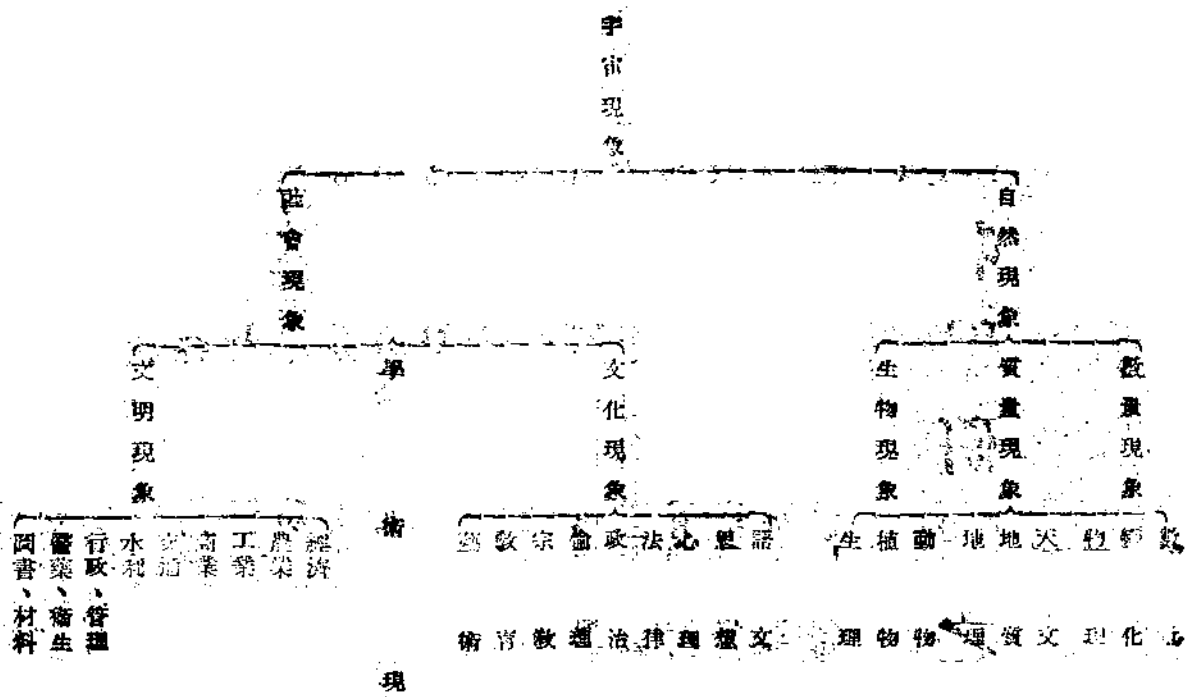 宇宙現象
自然現象
社會現象
數量現象
質量現象
生物現象
文化現象
學術現
文明現象
數
化
物理
天文
地質
地理
動物
植物
生理
語文
思想
心理
法律
政治
倫理
宗教
教育
藝術
經濟
農業
工業
商業
交通
水利
行政、管理
醫藥、衛生
圖書、材料